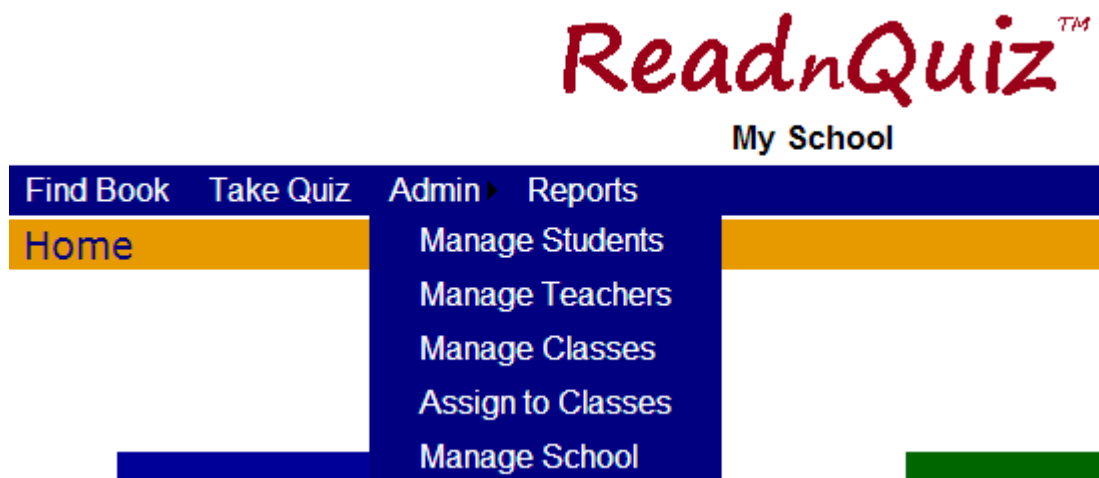 ReadnQuiz™
My School
Find Book Take Quiz Admin Reports
Home
Manage Students
Manage Teachers
Manage Classes
Assign to Classes
Manage School